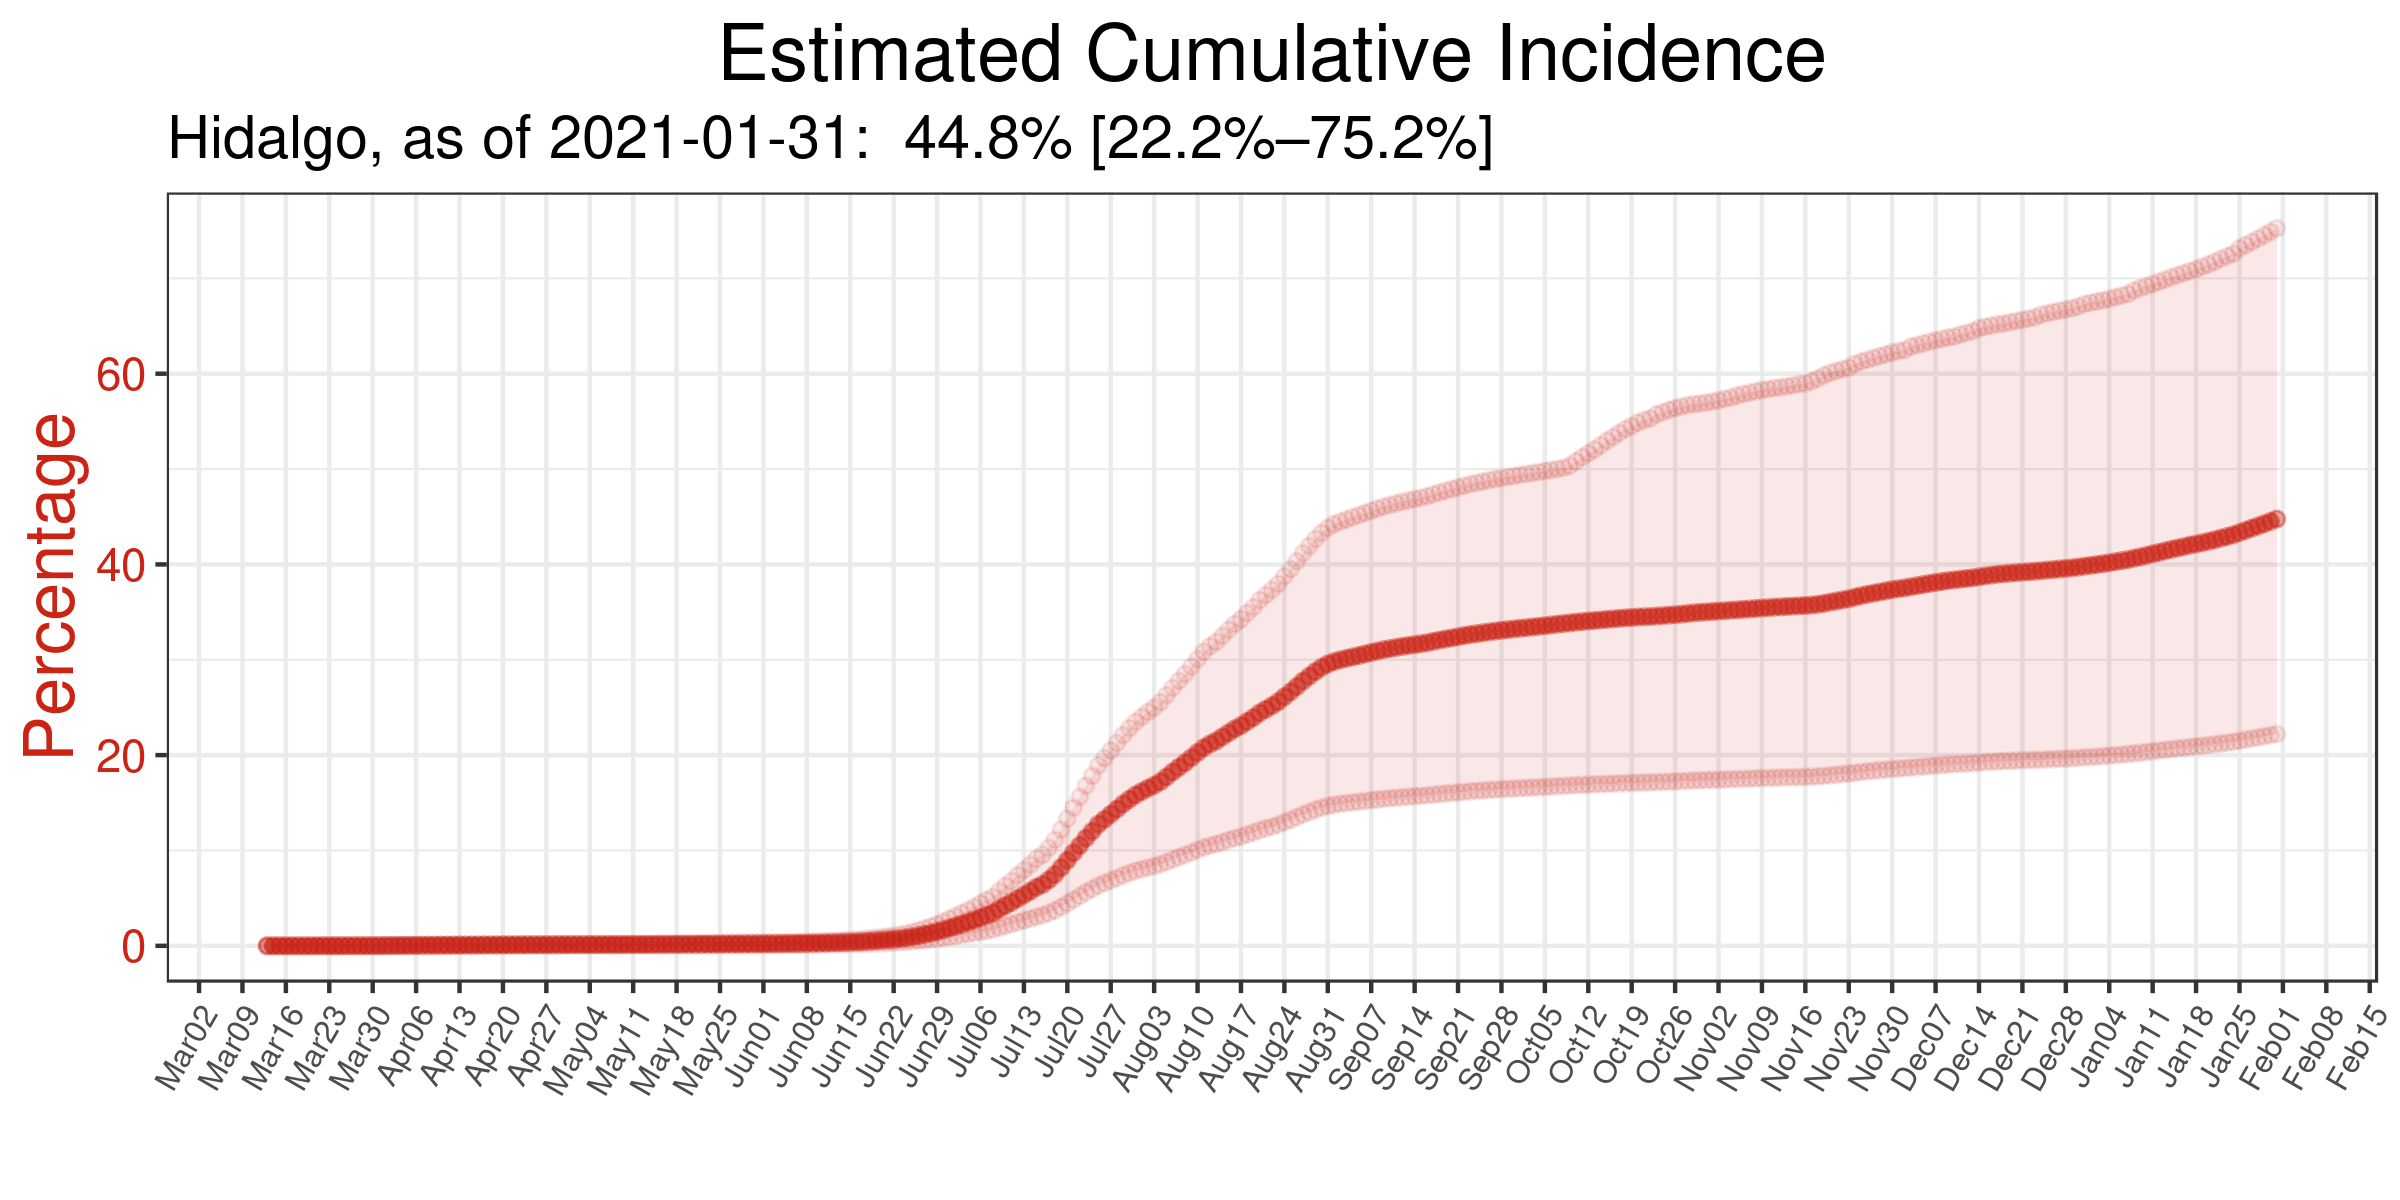 Estimated Cumulative Incidence
Hidalgo, as of 2021-01-31:  44.8% [22.2%–75.2%]
Percentage
60
40
20
0
Mar02
Mar09
Mar16
Mar23
Mar30
Apr06
Apr13
Apr20
Apr27
May04
May11
May18
May25
Jun01
Jun08
Jun15
Jun22
Jun29
Jul06
Jul13
Jul20
Jul27
Aug03
Aug10
Aug17
Aug24
Aug31
Sep07
Sep14
Sep21
Sep28
Oct05
Oct12
Oct19
Oct26
Nov02
Nov09
Nov16
Nov23
Nov30
Dec07
Dec14
Dec21
Dec28
Jan04
Jan11
Jan18
Jan25
Feb01
Feb08
Feb15